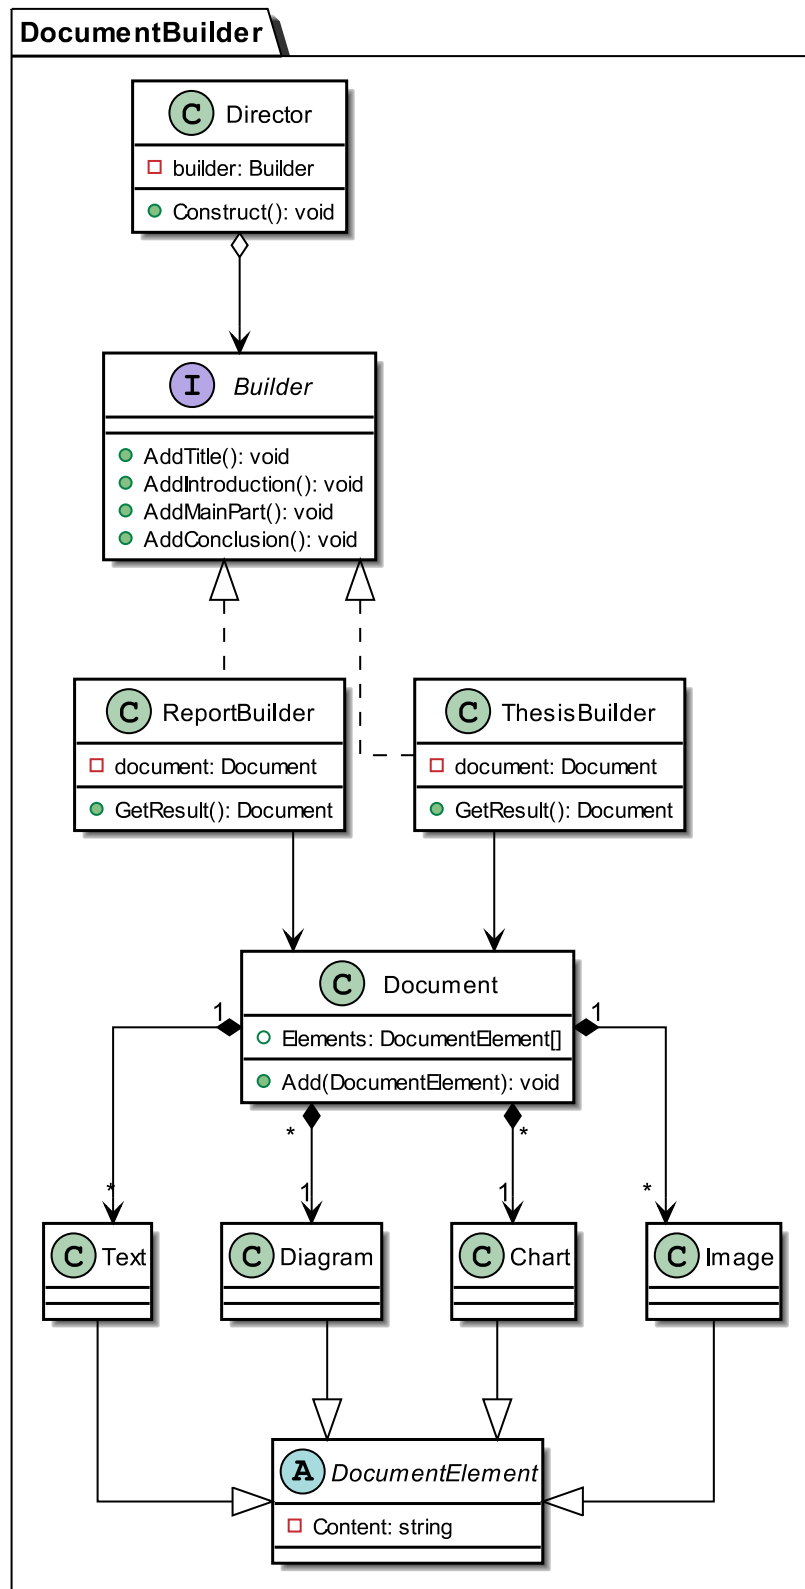 DocumentBuilder
C Director
builder: Builder
Construct(): void
I Builder
AddTitle(): void
AddIntroduction(): void
AddMainPart(): void
AddConclusion(): void
C ReportBuilder
document: Document
GetResult(): Document
C ThesisBuilder
document: Document
GetResult(): Document
C Document
Elements: DocumentElement[]
Add(DocumentElement): void
1
1
*
*
*
1
1
*
C Text
C Diagram
C Chart
C Image
A DocumentElement
Content: string